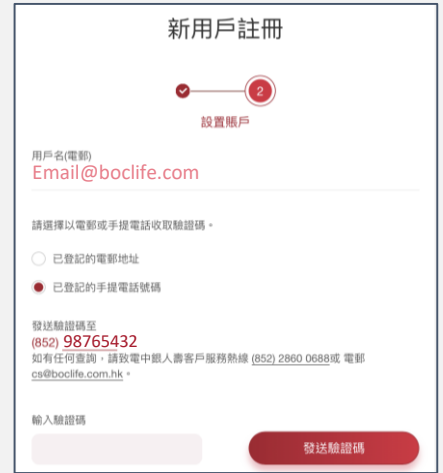 新用戶註冊
2
設置賬戶
用戶名(電郵)
Email@boclife.com
請選擇以電郵或手提電話收取驗證碼。
已登記的電郵地址
已登記的手提電話號碼
發送驗證碼至
(852) 98765432
如有任何查詢，請致電中銀人壽客戶服務熱線 (852) 2860 0688或 電郵
cs@boclife.com.hk。
輸入驗證碼
發送驗證碼